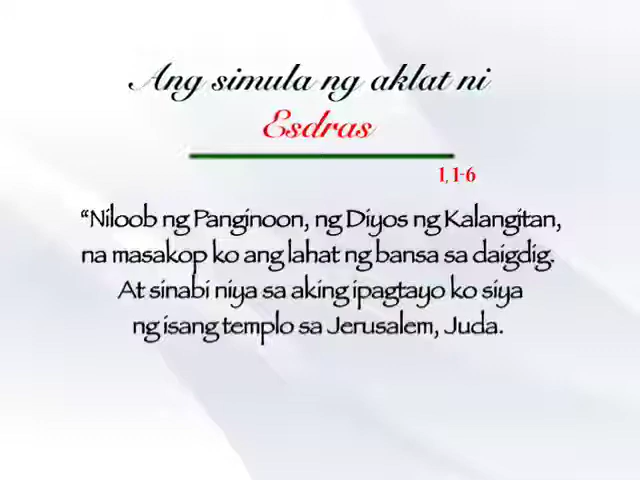 Ang simula ng aklat ni
Esdras
1, 1-6
“Niloob ng Panginoon, ng Diyos ng Kalangitan,
na masakop ko ang lahat ng bansa sa daigdig.
At sinabi niya sa aking ipagtayo ko siya
ng isang templo sa Jerusalem, Juda.